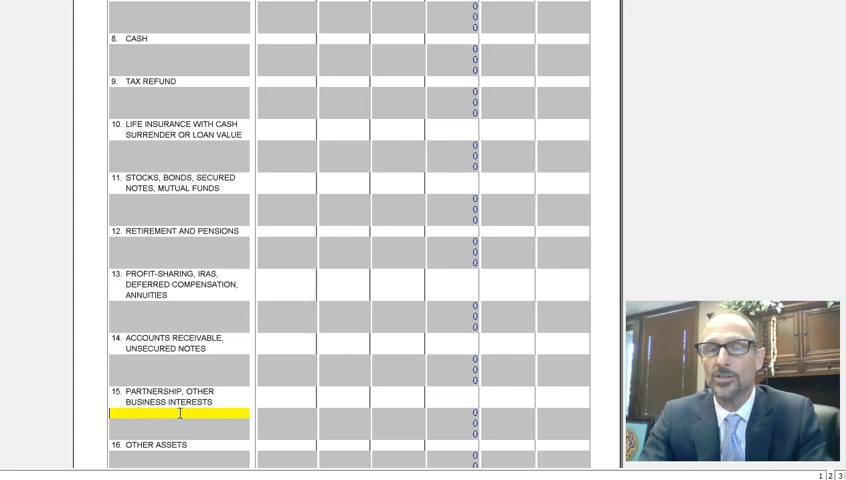 0
0
0
8. CASH
0
0
0
9. TAX REFUND
0
0
0
10. LIFE INSURANCE WITH CASH
SURRENDER OR LOAN VALUE
0
0
0
11. STOCKS, BONDS, SECURED
NOTES, MUTUAL FUNDS
0
0
0
12. RETIREMENT AND PENSIONS
0
0
0
13. PROFIT-SHARING, IRAS,
DEFERRED COMPENSATION,
ANNUITIES
0
0
0
14. ACCOUNTS RECEIVABLE,
UNSECURED NOTES
0
0
0
15. PARTNERSHIP, OTHER
BUSINESS INTERESTS
0
0
0
16. OTHER ASSETS
0
0
1 2 3